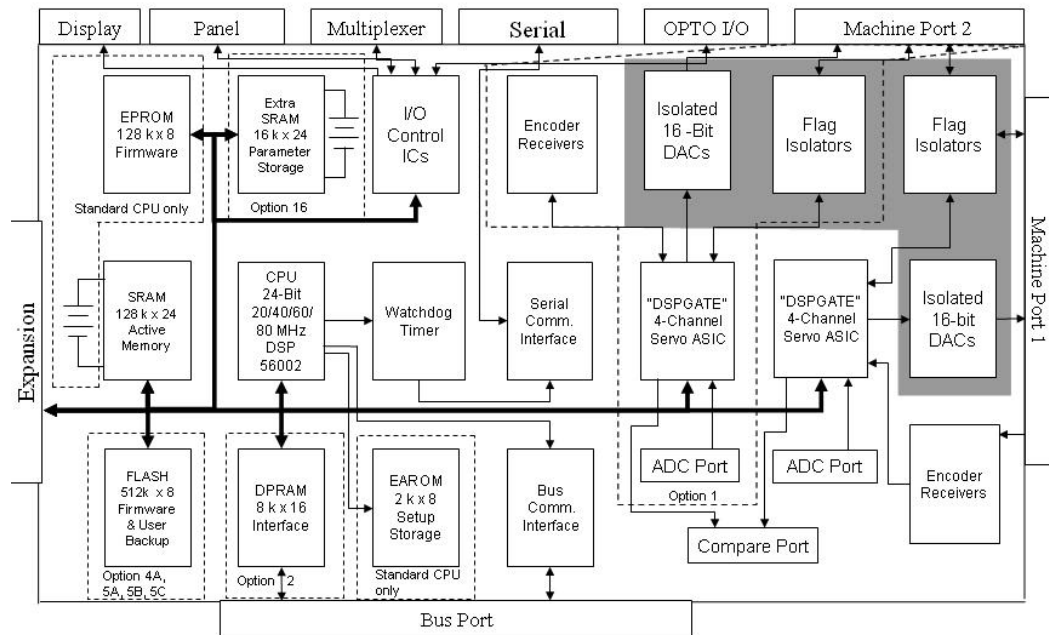 Display
Panel
Multiplexer
Serial
OPTO I/O
Machine Port 2
EPROM
128 k x 8
Firmware
Standard CPU only
Extra
SRAM
16 k x 24
Parameter
Storage
Option 16
I/O
Control
ICs
Encoder
Receivers
Isolated
16 -Bit
DACs
Flag
Isolators
Flag
Isolators
Machine Port 1
Expansion
SRAM
128 k x 24
Active
Memory
CPU
24-Bit
20/40/60/
80 MHz
DSP
56002
Watchdog
Timer
Serial
Comm.
Interface
"DSPGATE"
4-Channel
Servo ASIC
"DSPGATE"
4-Channel
Servo ASIC
Isolated
16-bit
DACs
FLASH
512k x 8
Firmware
& User
Backup
Option 4A,
5A, 5B, 5C
DPRAM
8 k x 16
Interface
Option 2
EAROM
2 k x 8
Setup
Storage
Standard CPU
only
Bus
Comm.
Interface
ADC Port
Option 1
ADC Port
Compare Port
Encoder
Receivers
Bus Port